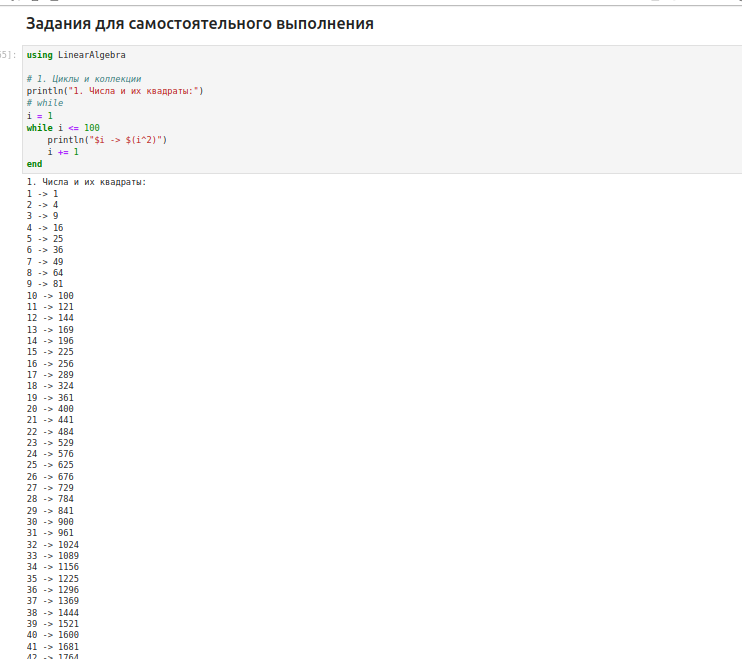 Задания для самостоятельного выполнения
5]:
using LinearAlgebra
# 1. Циклы и коллекции
println("1. Числа и их квадраты:")
# while
i = 1
while i <= 100
    println("$i -> $(i^2)")
    i += 1
end
1. Числа и их квадраты:
1 -> 1
2 -> 4
3 -> 9
4 -> 16
5 -> 25
6 -> 36
7 -> 49
8 -> 64
9 -> 81
10 -> 100
11 -> 121
12 -> 144
13 -> 169
14 -> 196
15 -> 225
16 -> 256
17 -> 289
18 -> 324
19 -> 361
20 -> 400
21 -> 441
22 -> 484
23 -> 529
24 -> 576
25 -> 625
26 -> 676
27 -> 729
28 -> 784
29 -> 841
30 -> 900
31 -> 961
32 -> 1024
33 -> 1089
34 -> 1156
35 -> 1225
36 -> 1296
37 -> 1369
38 -> 1444
39 -> 1521
40 -> 1600
41 -> 1681
42 -> 1764